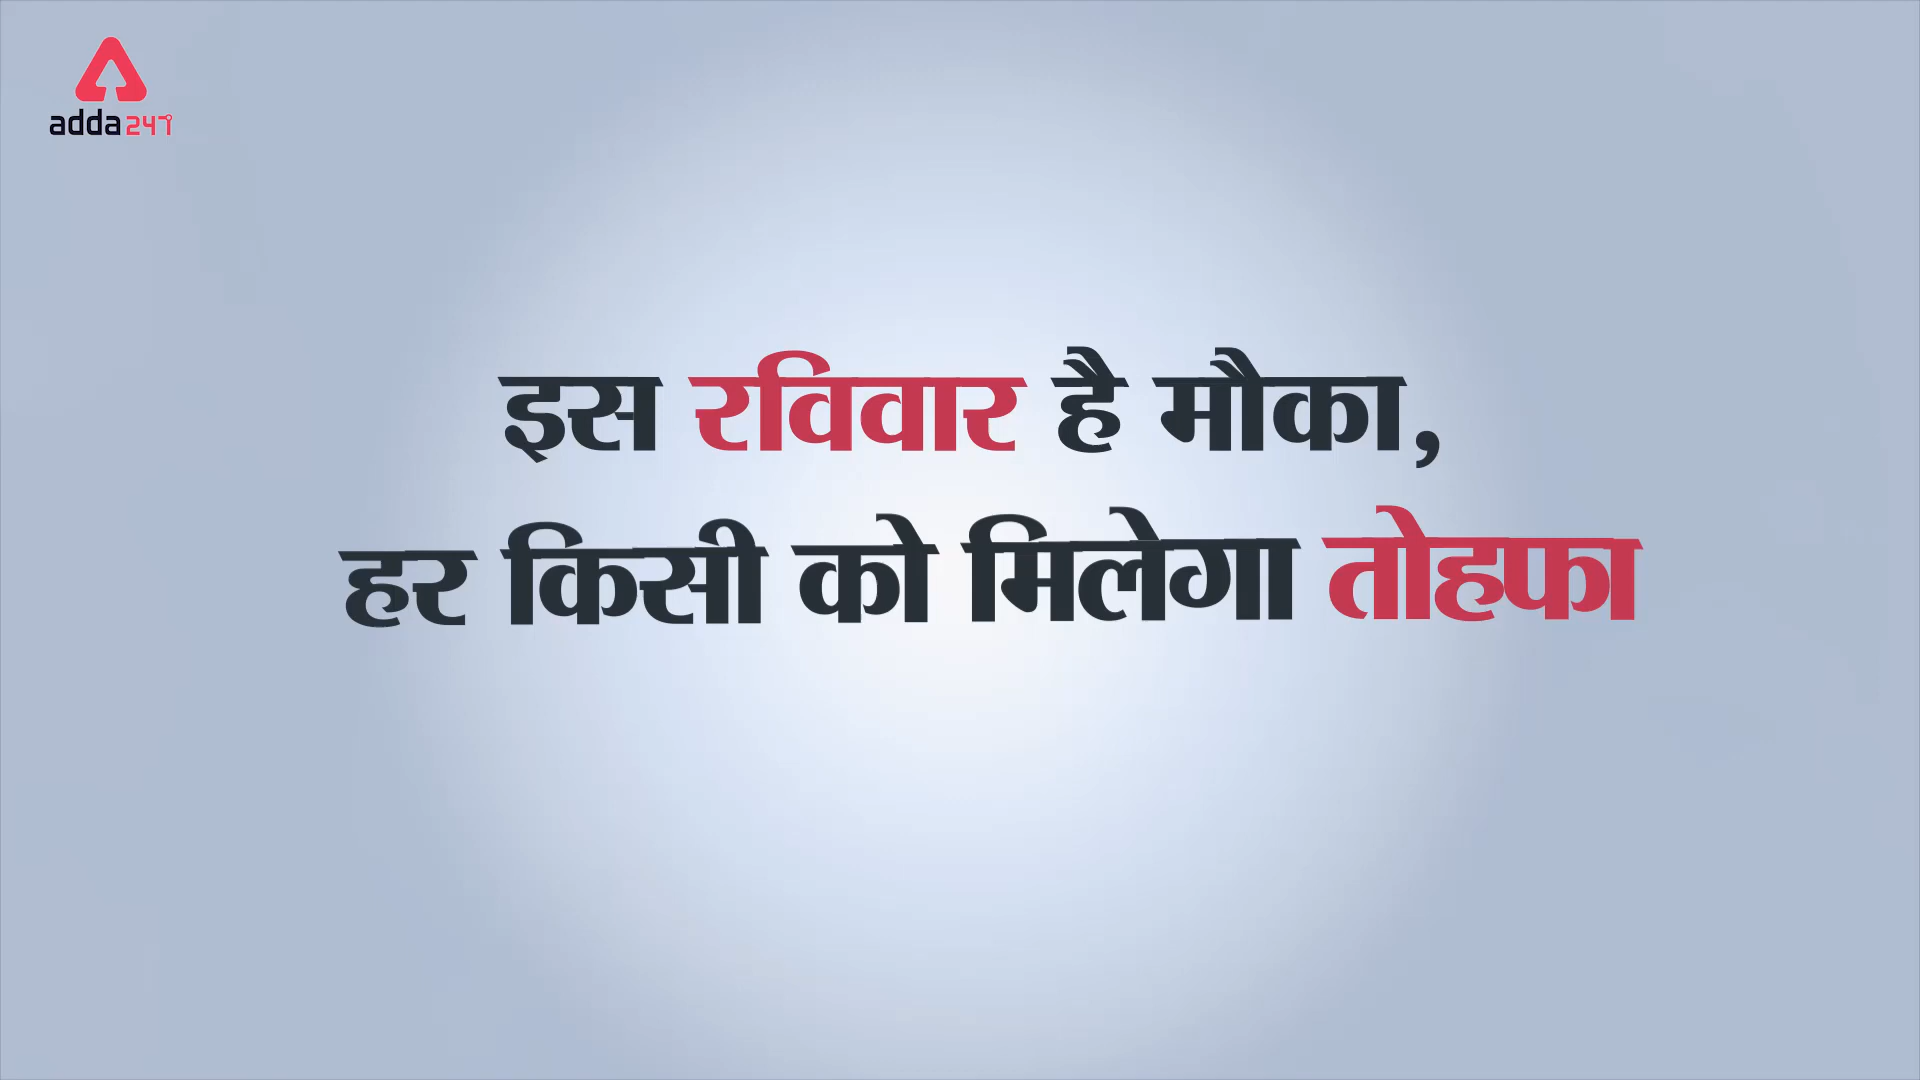 adda247
इस रविवार है मौका,
हर किसी को मिलेगा तोहफा